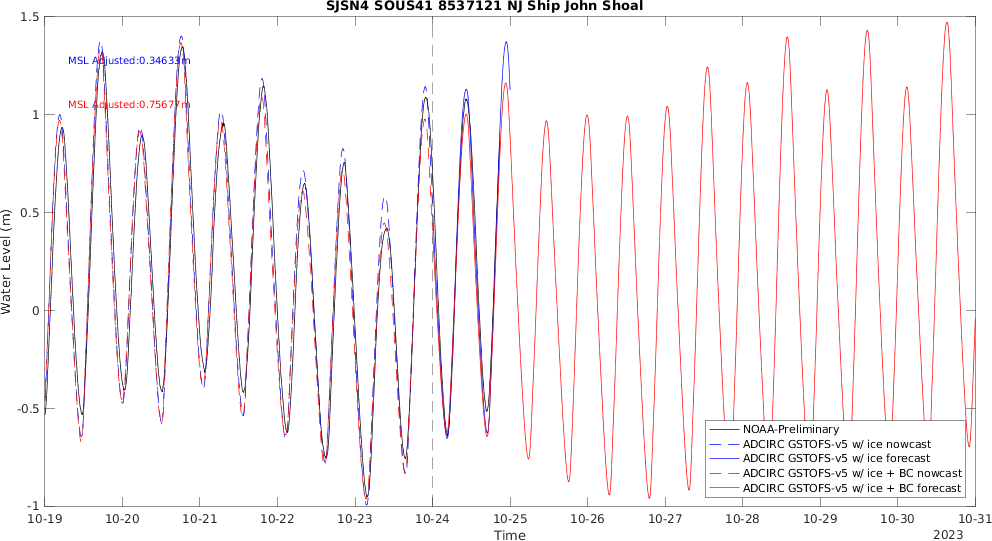 SJSN4 SOUS41 8537121 NJ Ship John Shoal
MSL Adjusted:0.34633m
MSL Adjusted:0.75677m
Water Level (m)
1.5
1
0.5
0
-0.5
-1
NOAA-Preliminary
ADCIRC GSTOFS-v5 w/ ice nowcast
ADCIRC GSTOFS-v5 w/ ice forecast
ADCIRC GSTOFS-v5 w/ ice + BC nowcast
ADCIRC GSTOFS-v5 w/ ice + BC forecast
10-19 10-20 10-21 10-22 10-23 10-24 10-25 10-26 10-27 10-28 10-29 10-30 10-31
Time
2023